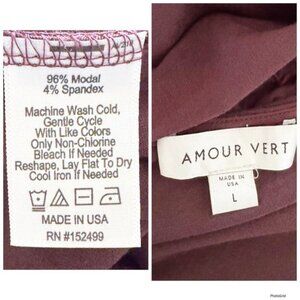 96% Modal
4% Spandex
Machine Wash Cold,
Gentle Cycle
With Like Colors
Only Non-Chlorine
Bleach If Needed
Reshape, Lay Flat To Dry
Cool Iron If Needed
MADE IN USA
RN #152499
AMOUR VERT
MADE IN
USA
L
PhotoGrid